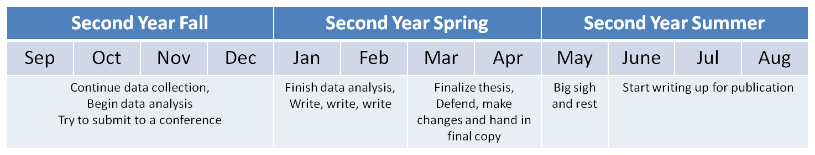 Second Year Fall
Second Year Spring
Second Year Summer
Sep Oct Nov Dec Jan Feb Mar Apr May June Jul Aug
Continue data collection,
Begin data analysis
Try to submit to a conference
Finish data analysis,
Write, write, write
Finalize thesis,
Defend, make
changes and hand in
final copy
Big sigh
and rest
Start writing up for publication